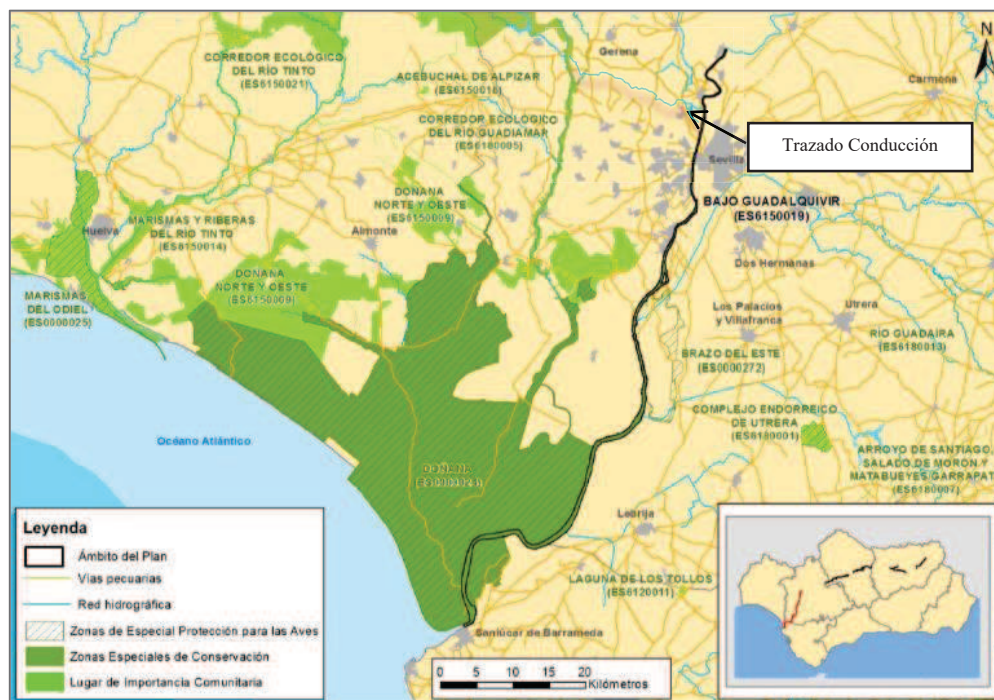 Gerena
N
CORREDOR ECOLÓGICO
DEL RÍO TINTO
(ES6150021)
ACEBUCHAL DE ALPIZAR
(ES6150016)
Carmona
CORREDOR ECOLÓGICO
DEL RÍO GUADIAMAR
(ES6180005)
Trazado Conducción
Sevilla
DOÑANA
NORTE Y OESTE
(ES6150009)
BAJO GUADALQUIVIR
(ES6150019)
Huelva
MARISMAS Y RIBERAS
DEL RÍO TINTO
(ES6150014)
Almonte
Dos Hermanas
DOÑANA
NORTE Y OESTE
(ES6150009)
MARISMAS
DEL ODIEL
(ES0000025)
Los Palacios
y Villafranca
Utrera
RÍO GUADAIRA
(ES6180013)
BRAZO DEL ESTE
(ES0000272)
COMPLEJO ENDORREICO
DE UTRERA
(ES6180001)
Océano Atlántico
ARROYO DE SANTIAGO,
SALADO DE MORÓN Y
MATABUEYES/GARRAPAT
(ES6180007)
DOÑANA
(ES0000024)
Lebrija
LAGUNA DE LOS TOLLOS
(ES6120011)
Sanlúcar de Barrameda
Leyenda
Ámbito del Plan
Vías pecuarias
Red hidrográfica
Zonas de Especial Protección para las Aves
Zonas Especiales de Conservación
Lugar de Importancia Comunitaria
0 5 10 15 20
Kilómetros